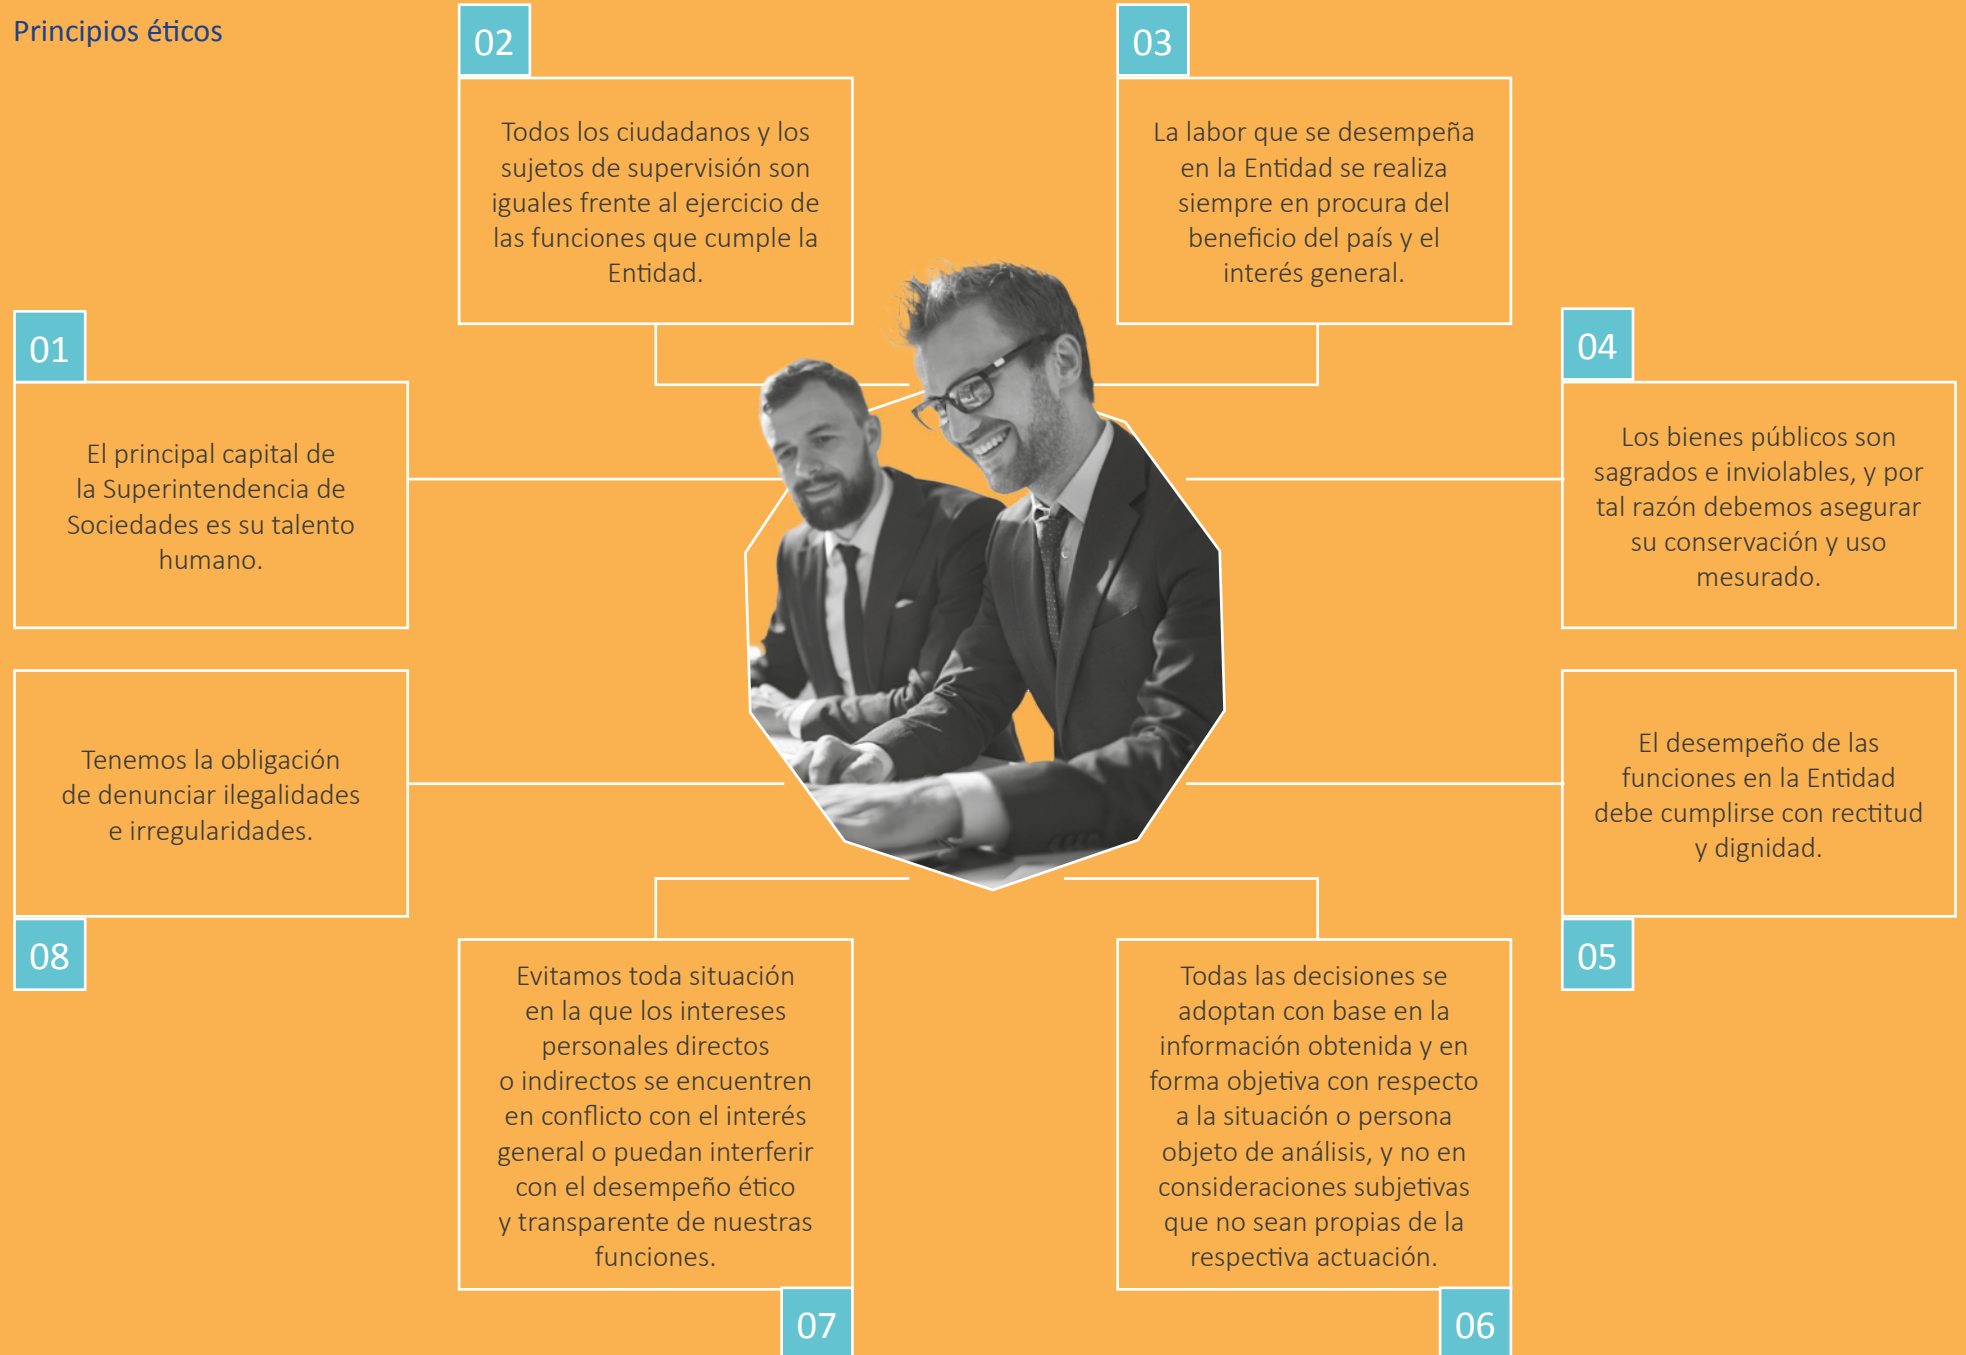 Principios éticos
01
El principal capital de
la Superintendencia de
Sociedades es su talento
humano.
02
Todos los ciudadanos y los
sujetos de supervisión son
iguales frente al ejercicio de
las funciones que cumple la
Entidad.
03
La labor que se desempeña
en la Entidad se realiza
siempre en procura del
beneficio del país y el
interés general.
04
Los bienes públicos son
sagrados e inviolables, y por
tal razón debemos asegurar
su conservación y uso
mesurado.
El desempeño de las
funciones en la Entidad
debe cumplirse con rectitud
y dignidad.
05
Todas las decisiones se
adoptan con base en la
información obtenida y en
forma objetiva con respecto
a la situación o persona
objeto de análisis, y no en
consideraciones subjetivas
que no sean propias de la
respectiva actuación.
06
Evitamos toda situación
en la que los intereses
personales directos
o indirectos se encuentren
en conflicto con el interés
general o puedan interferir
con el desempeño ético
y transparente de nuestras
funciones.
07
Tenemos la obligación
de denunciar ilegalidades
e irregularidades.
08